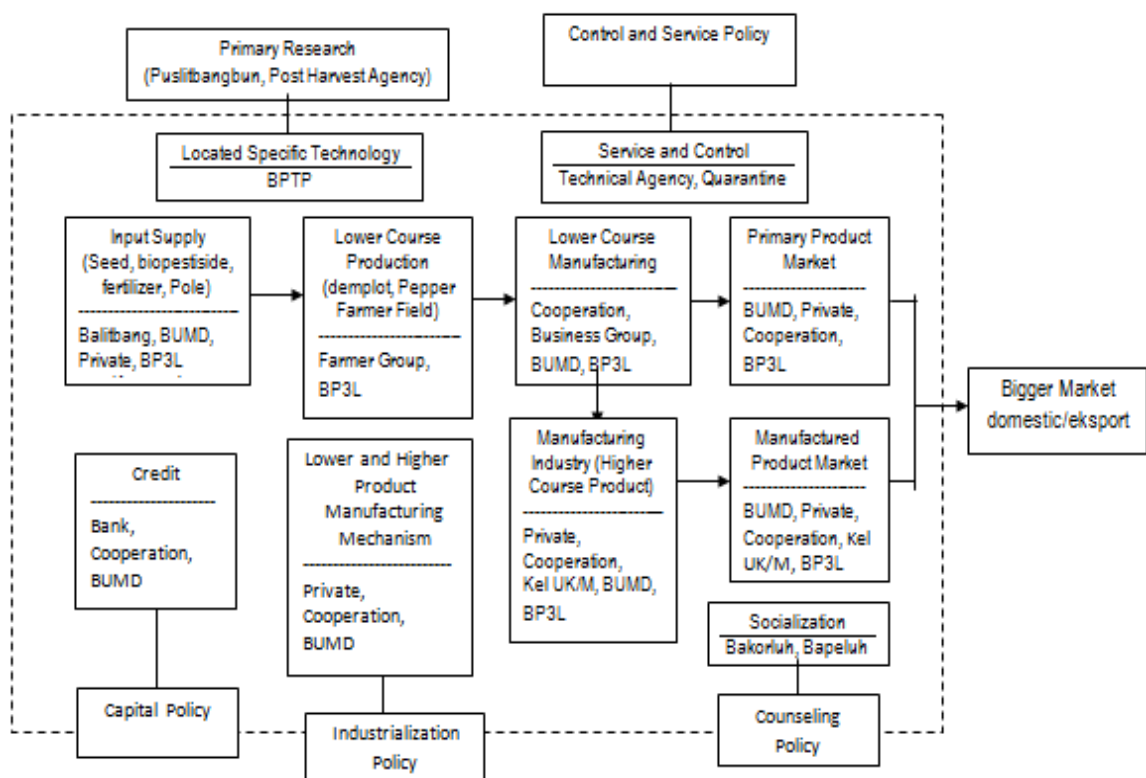 Primary Research
(Puslitbangbun, Post Harvest Agency)
Control and Service Policy
Located Specific Technology
BPTP
Service and Control
Technical Agency, Quarantine
Input Supply
(Seed, biopestiside,
fertilizer, Pole)
Balitbang, BUMD,
Private, BP3L
Lower Course
Production
(demplot, Pepper
Farmer Field)
Farmer Group,
BP3L
Lower Course
Manufacturing
Cooperation,
Business Group,
BUMD, BP3L
Primary Product
Market
BUMD, Private,
Cooperation,
BP3L
Bigger Market
domestic/eksport
Credit
Bank,
Cooperation,
BUMD
Lower and Higher
Product
Manufacturing
Mechanism
Private,
Cooperation,
BUMD
Manufacturing
Industry (Higher
Course Product)
Private,
Cooperation,
Kel UK/M, BUMD,
BP3L
Manufactured
Product Market
BUMD, Private,
Cooperation, Kel
UK/M, BP3L
Socialization
Bakorluh, Bapeluh
Capital Policy
Industrialization
Policy
Counseling
Policy